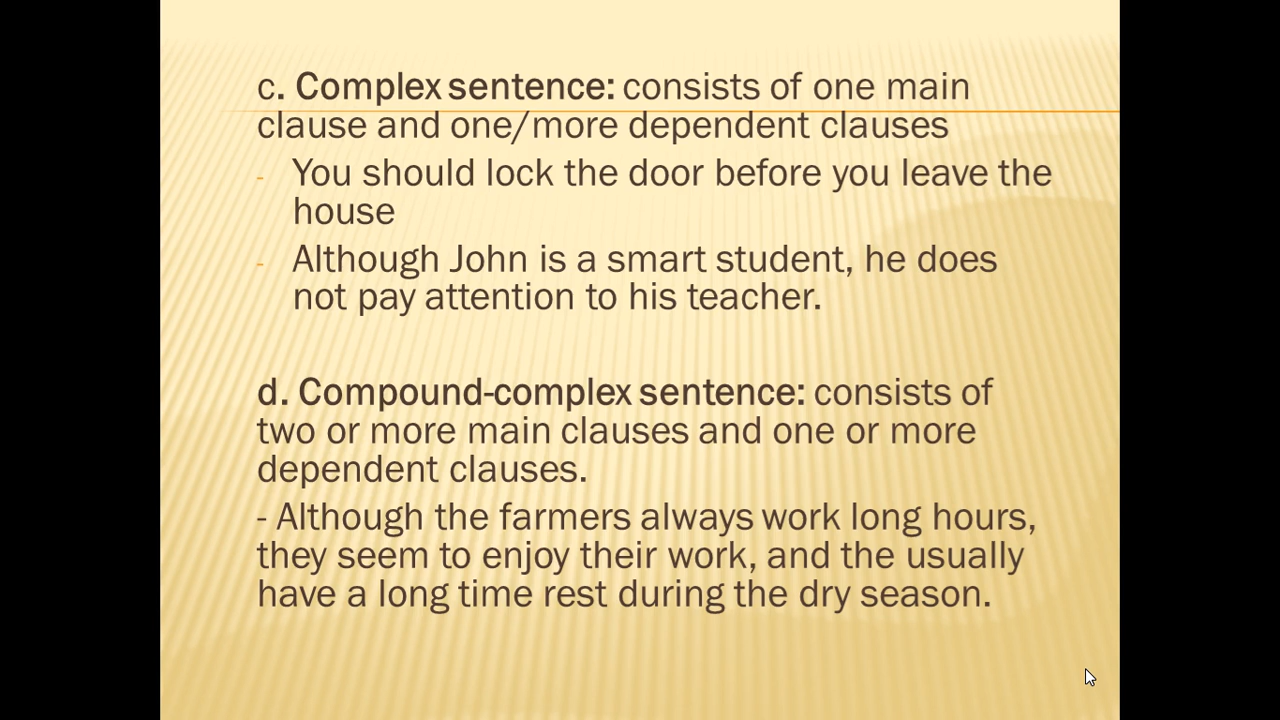 c. Complex sentence: consists of one main
clause and one/more dependent clauses
- You should lock the door before you leave the
house
- Although John is a smart student, he does
not pay attention to his teacher.
d. Compound-complex sentence: consists of
two or more main clauses and one or more
dependent clauses.
- Although the farmers always work long hours,
they seem to enjoy their work, and the usually
have a long time rest during the dry season.